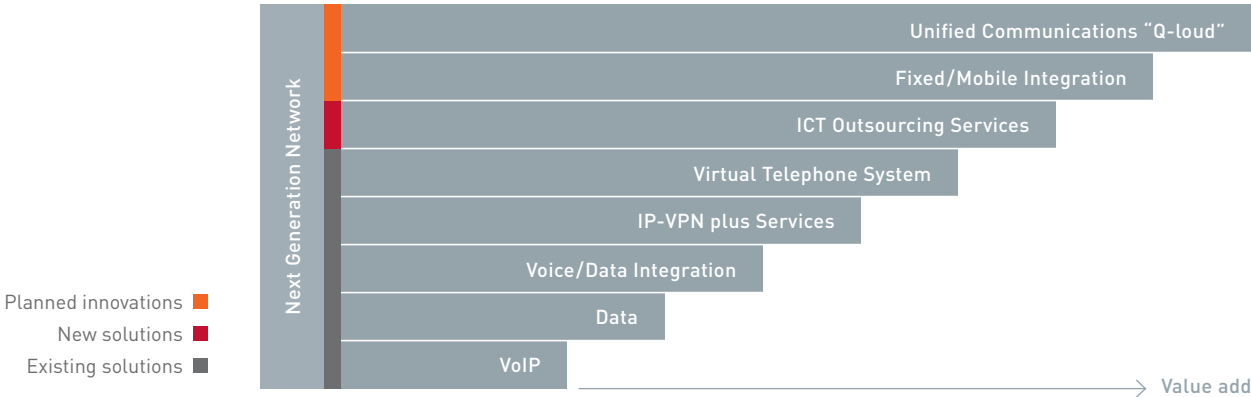 Next Generation Network
Unified Communications “Q-loud”
Fixed/Mobile Integration
ICT Outsourcing Services
Virtual Telephone System
IP-VPN plus Services
Voice/Data Integration
Data
VoIP
Planned innovations
New solutions
Existing solutions
Value add